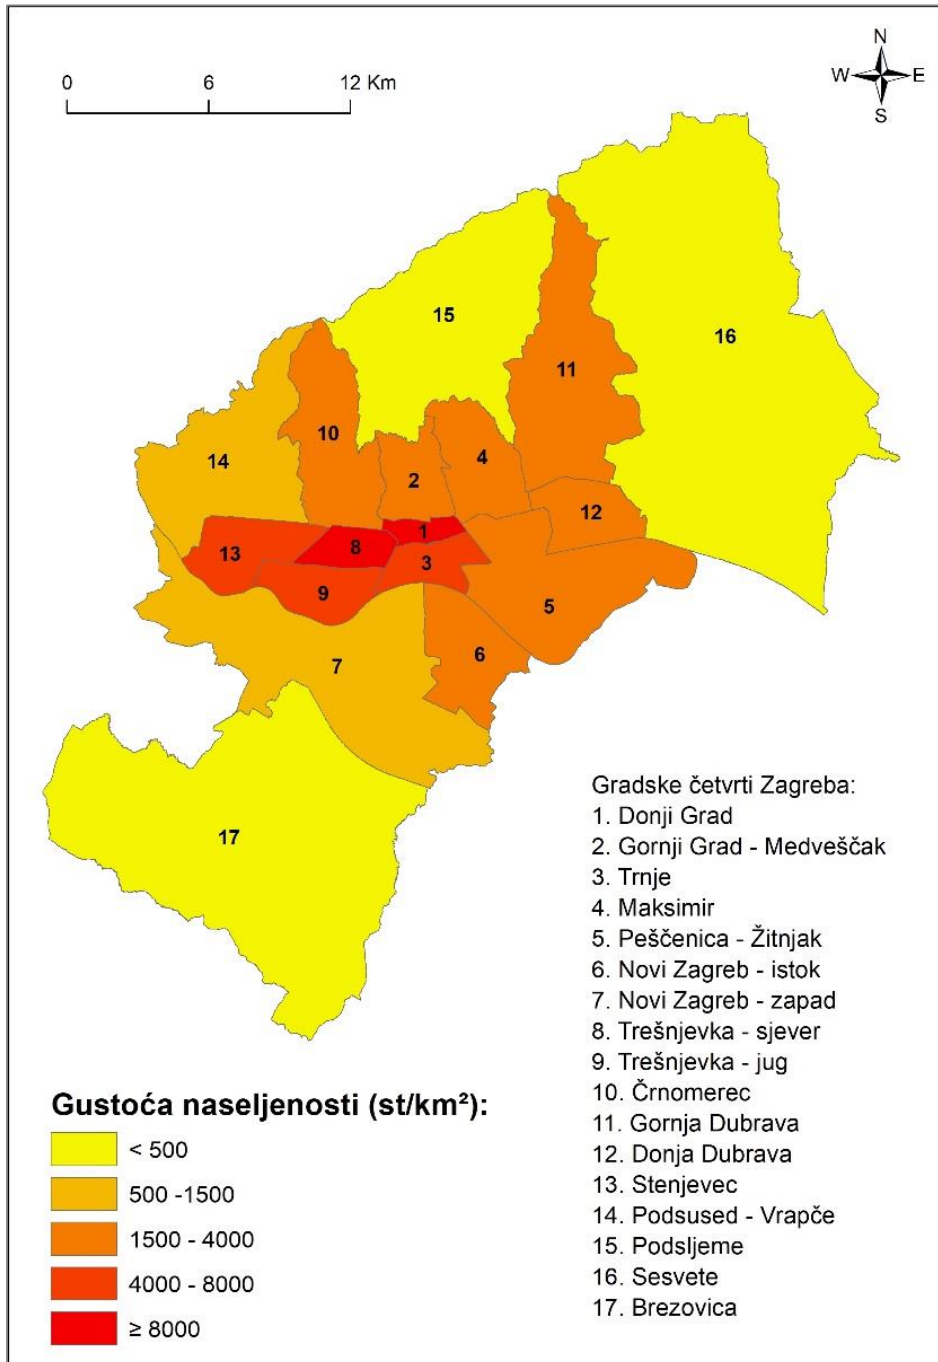 N
W E
S
0 6 12 Km
15
16
11
10
14
4
2
12
1
8
13
3
9
5
6
7
17
Gradske četvrti Zagreba:
1. Donji Grad
2. Gornji Grad - Medveščak
3. Trnje
4. Maksimir
5. Peščenica - Žitnjak
6. Novi Zagreb - istok
7. Novi Zagreb - zapad
8. Trešnjevka - sjever
9. Trešnjevka - jug
10. Črnomerec
11. Gornja Dubrava
12. Donja Dubrava
13. Stenjevec
14. Podsused - Vrapče
15. Podsljeme
16. Sesvete
17. Brezovica
Gustoća naseljenosti (st/km²):
< 500
500 -1500
1500 - 4000
4000 - 8000
≥ 8000